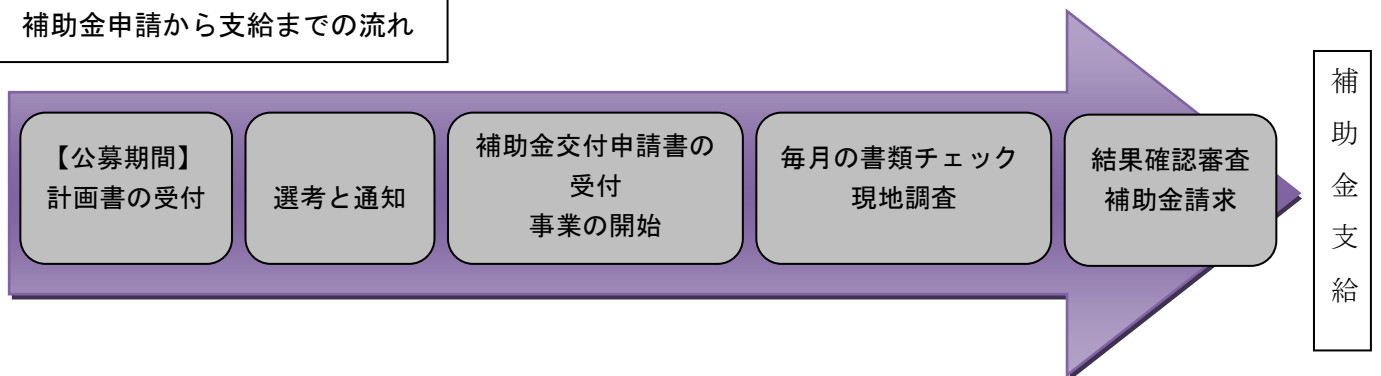 補助金申請から支給までの流れ
【公募期間】
計画書の受付
選考と通知
補助金交付申請書の
受付
事業の開始
毎月の書類チェック
現地調査
結果確認審査
補助金請求
補助金支給